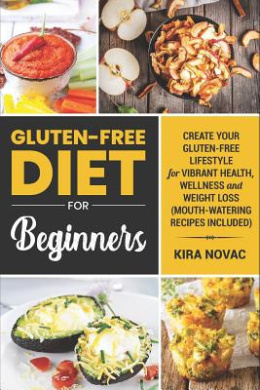 GLUTEN-FREE
DIET
FOR
Beginners
CREATE YOUR
GLUTEN-FREE
LIFESTYLE
for VIBRANT HEALTH,
WELLNESS and
WEIGHT LOSS
(MOUTH-WATERING
RECIPES INCLUDED)
KIRA NOVAC